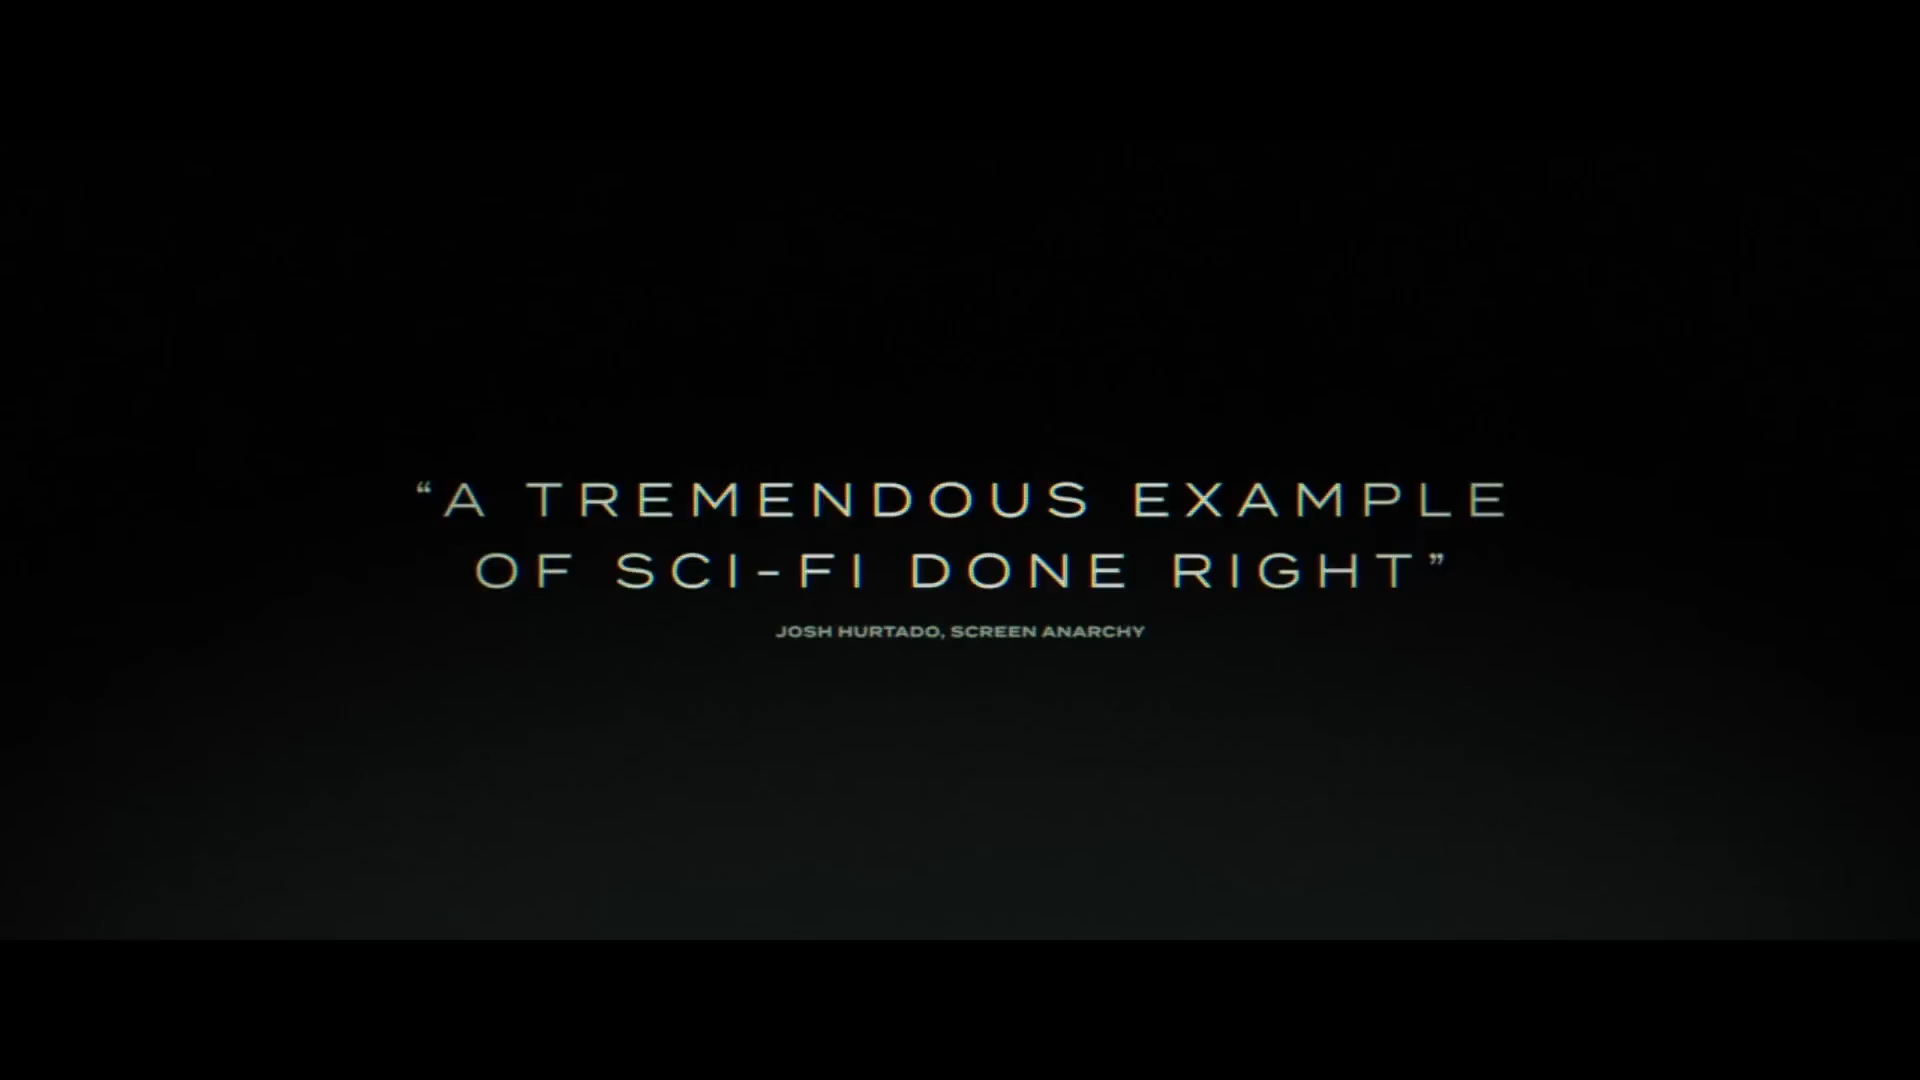 “A TREMENDOUS EXAMPLE
OF SCI-FI DONE RIGHT”
JOSH HURTADO, SCREEN ANARCHY